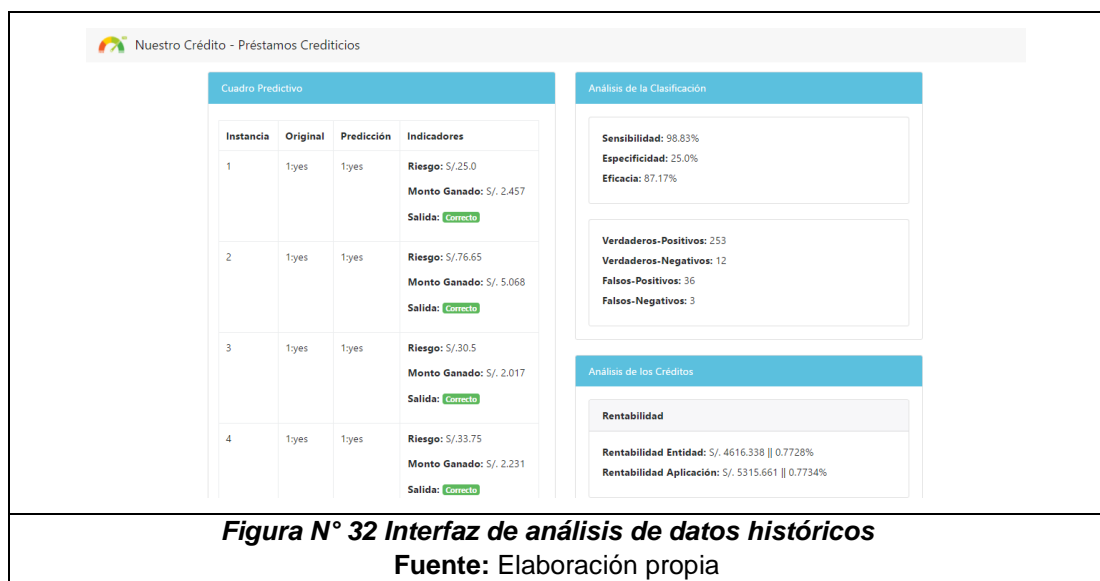 Nuestro Crédito - Préstamos Crediticios
Cuadro Predictivo
Instancia Original Predicción Indicadores
1 1:yes 1:yes Riesgo: S/.25.0
Monto Ganado: S/. 2.457
Salida: Correcto
2 1:yes 1:yes Riesgo: S/.76.65
Monto Ganado: S/. 5.068
Salida: Correcto
3 1:yes 1:yes Riesgo: S/.30.5
Monto Ganado: S/. 2.017
Salida: Correcto
4 1:yes 1:yes Riesgo: S/.33.75
Monto Ganado: S/. 2.231
Salida: Correcto
Análisis de la Clasificación
Sensibilidad: 98.83%
Especificidad: 25.0%
Eficacia: 87.17%
Verdaderos-Positivos: 253
Verdaderos-Negativos: 12
Falsos-Positivos: 36
Falsos-Negativos: 3
Análisis de los Créditos
Rentabilidad
Rentabilidad Entidad: S/. 4616.338 || 0.7728%
Rentabilidad Aplicación: S/. 5315.661 || 0.7734%
Figura N° 32 Interfaz de análisis de datos históricos
Fuente: Elaboración propia